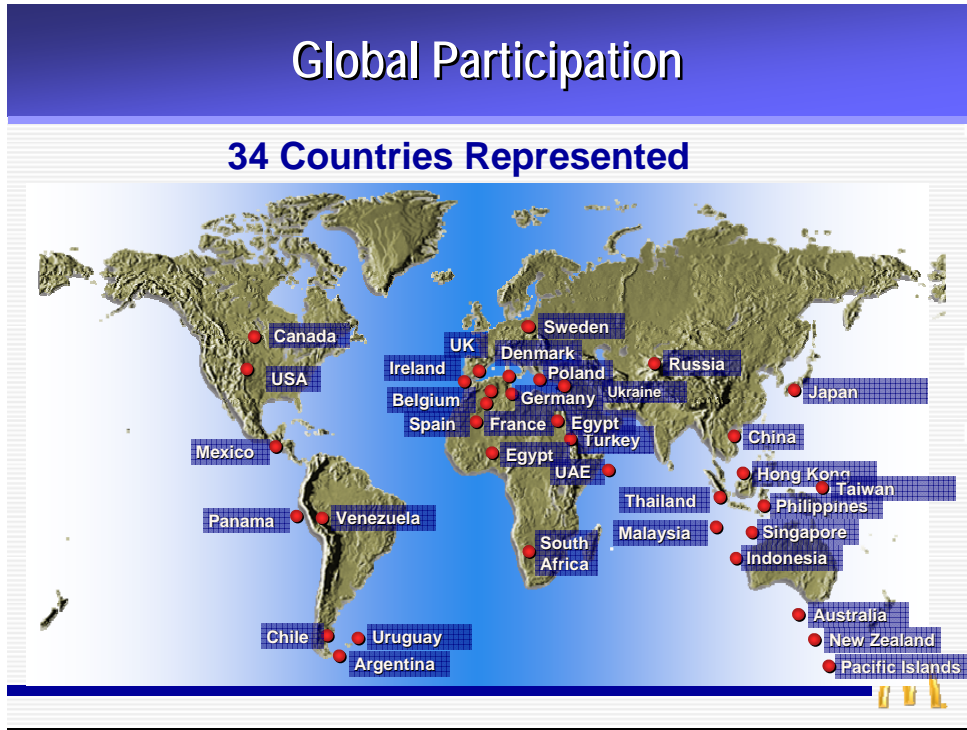 Global Participation
34 Countries Represented
Canada
USA
Mexico
Panama
Venezuela
Chile
Uruguay
Argentina
Sweden
UK
Denmark
Ireland
Poland
Russia
Belgium
Germany
Ukraine
Spain
France
Egypt
Turkey
Egypt
UAE
South
Africa
Japan
China
Hong Kong
Taiwan
Thailand
Philippines
Malaysia
Singapore
Indonesia
Australia
New Zealand
Pacific Islands